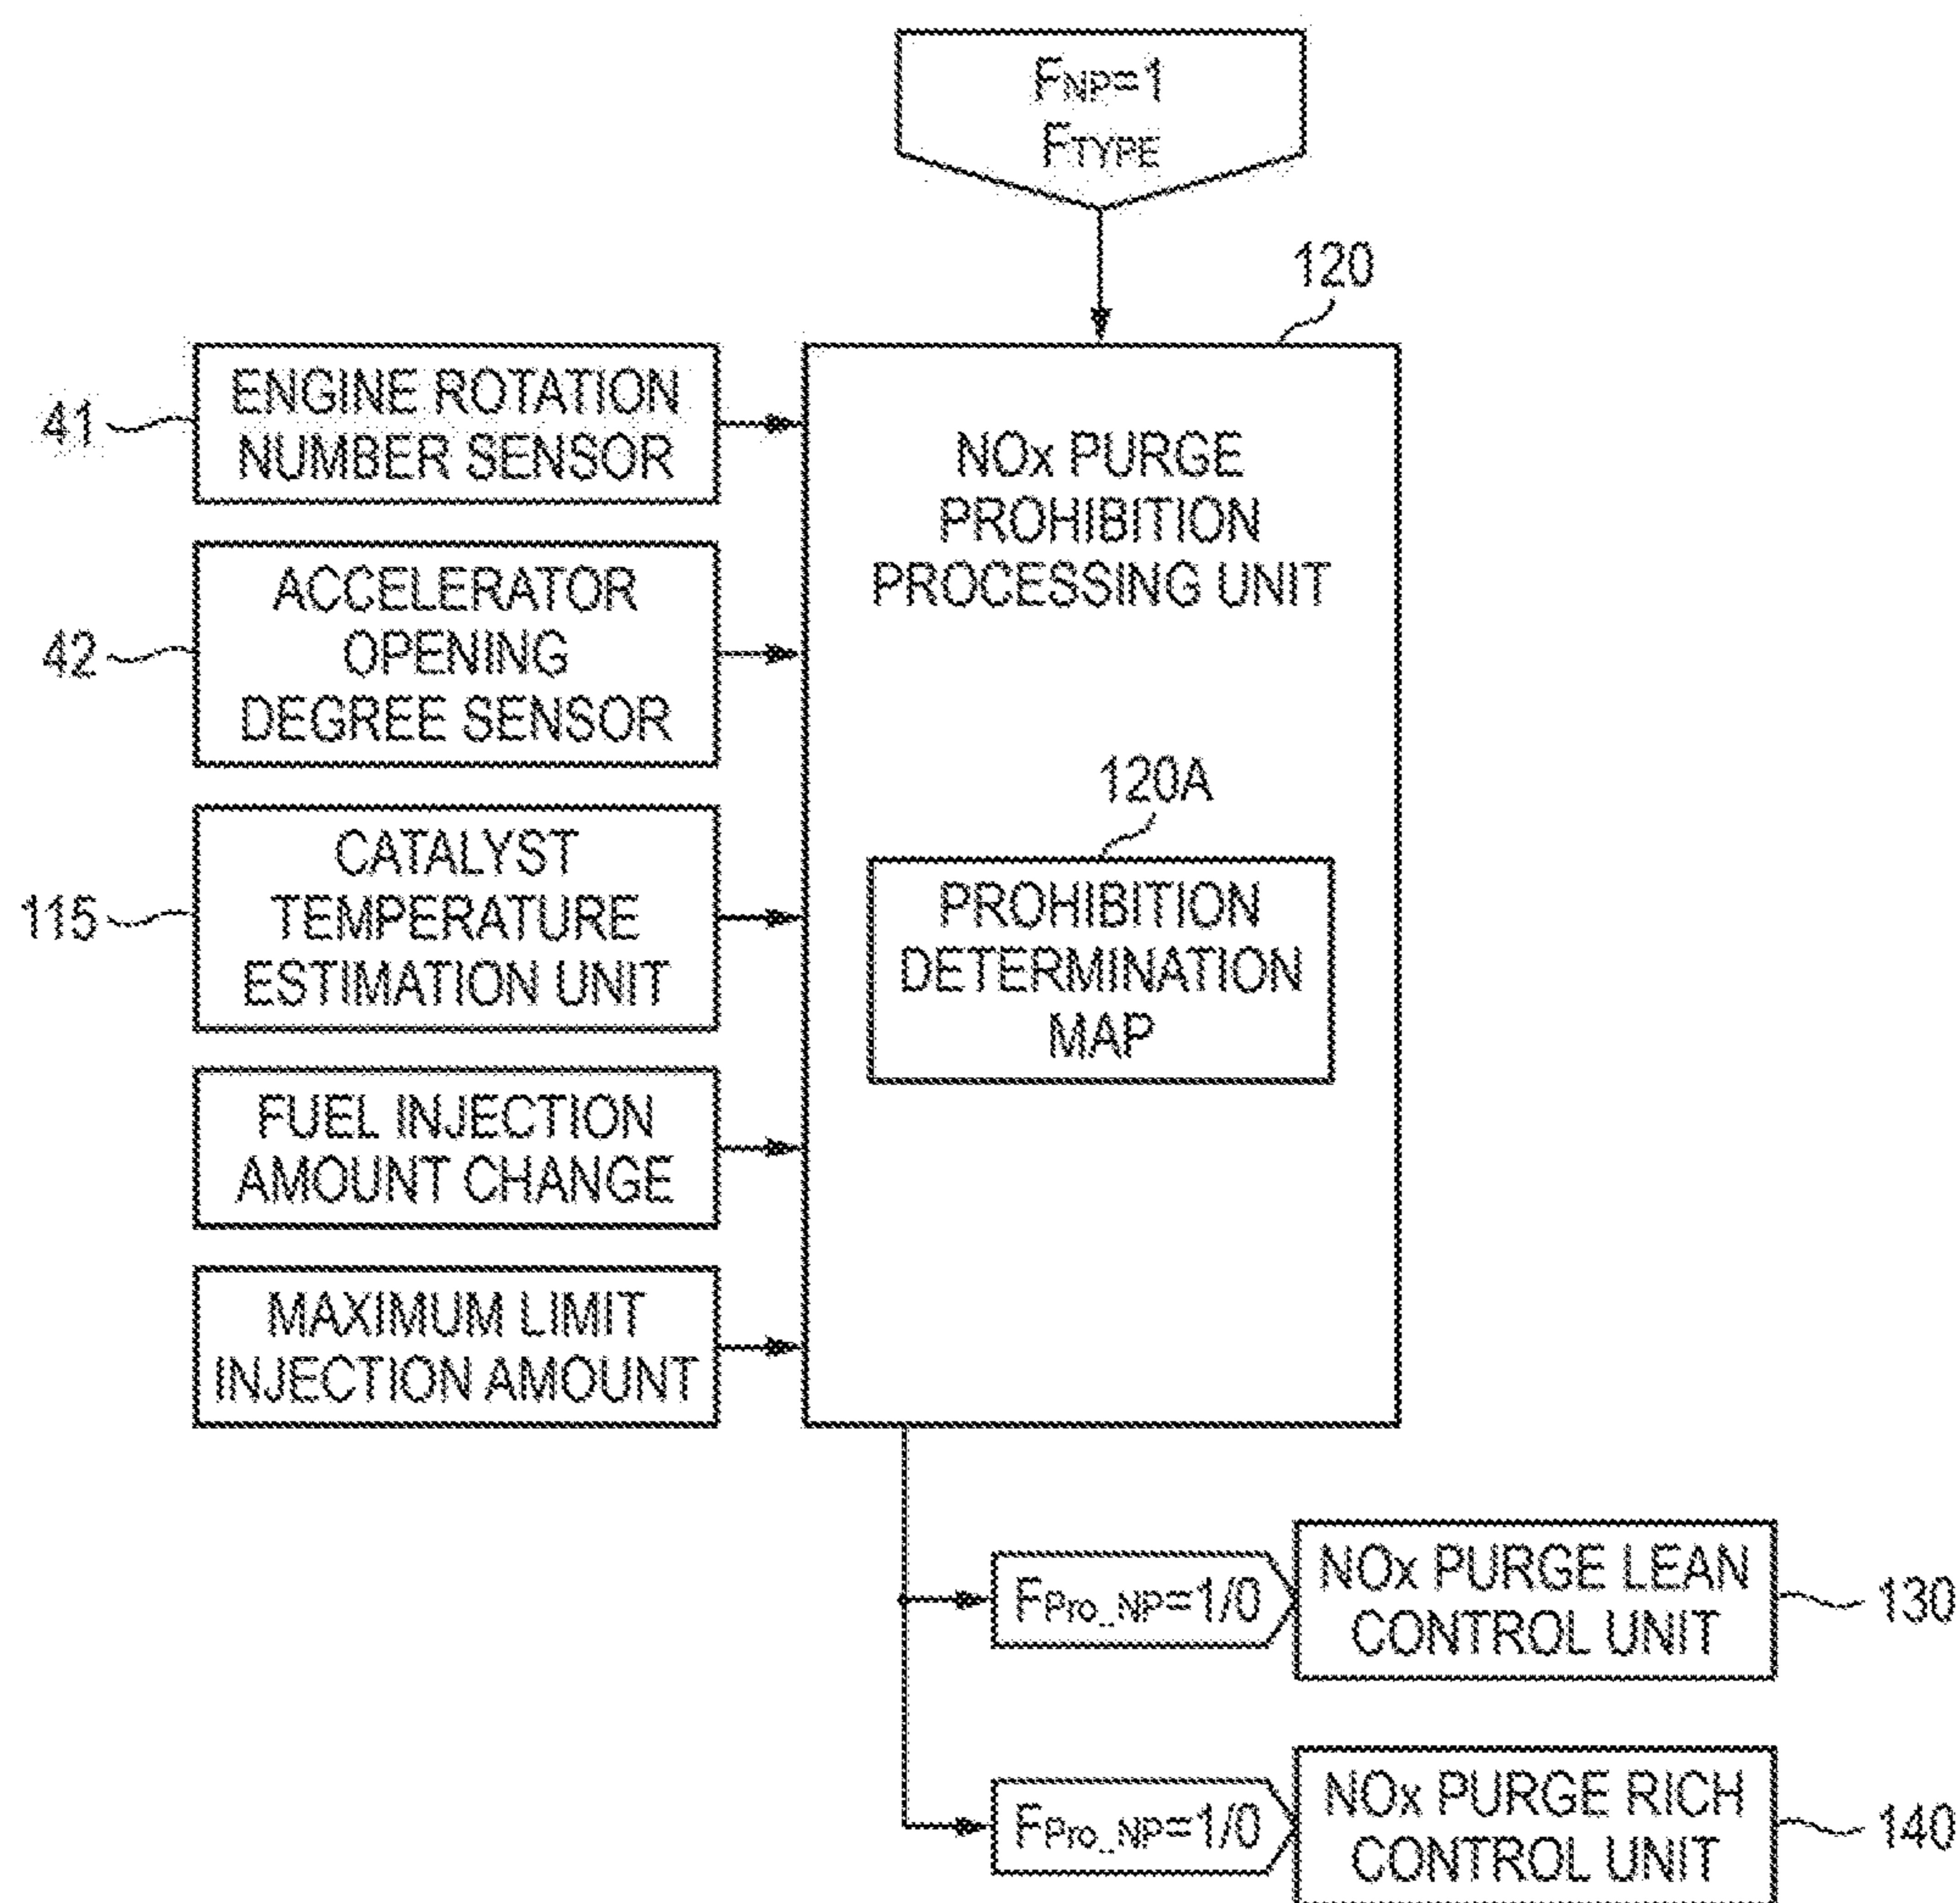 FNP=1
FTYPE
120
41
ENGINE ROTATION
NUMBER SENSOR
42
ACCELERATOR
OPENING
DEGREE SENSOR
115
CATALYST
TEMPERATURE
ESTIMATION UNIT
FUEL INJECTION
AMOUNT CHANGE
MAXIMUM LIMIT
INJECTION AMOUNT
NOx PURGE
PROHIBITION
PROCESSING UNIT
120A
PROHIBITION
DETERMINATION
MAP
FPro_NP=1/0
NOx PURGE LEAN
CONTROL UNIT
130
FPro_NP=1/0
NOx PURGE RICH
CONTROL UNIT
140